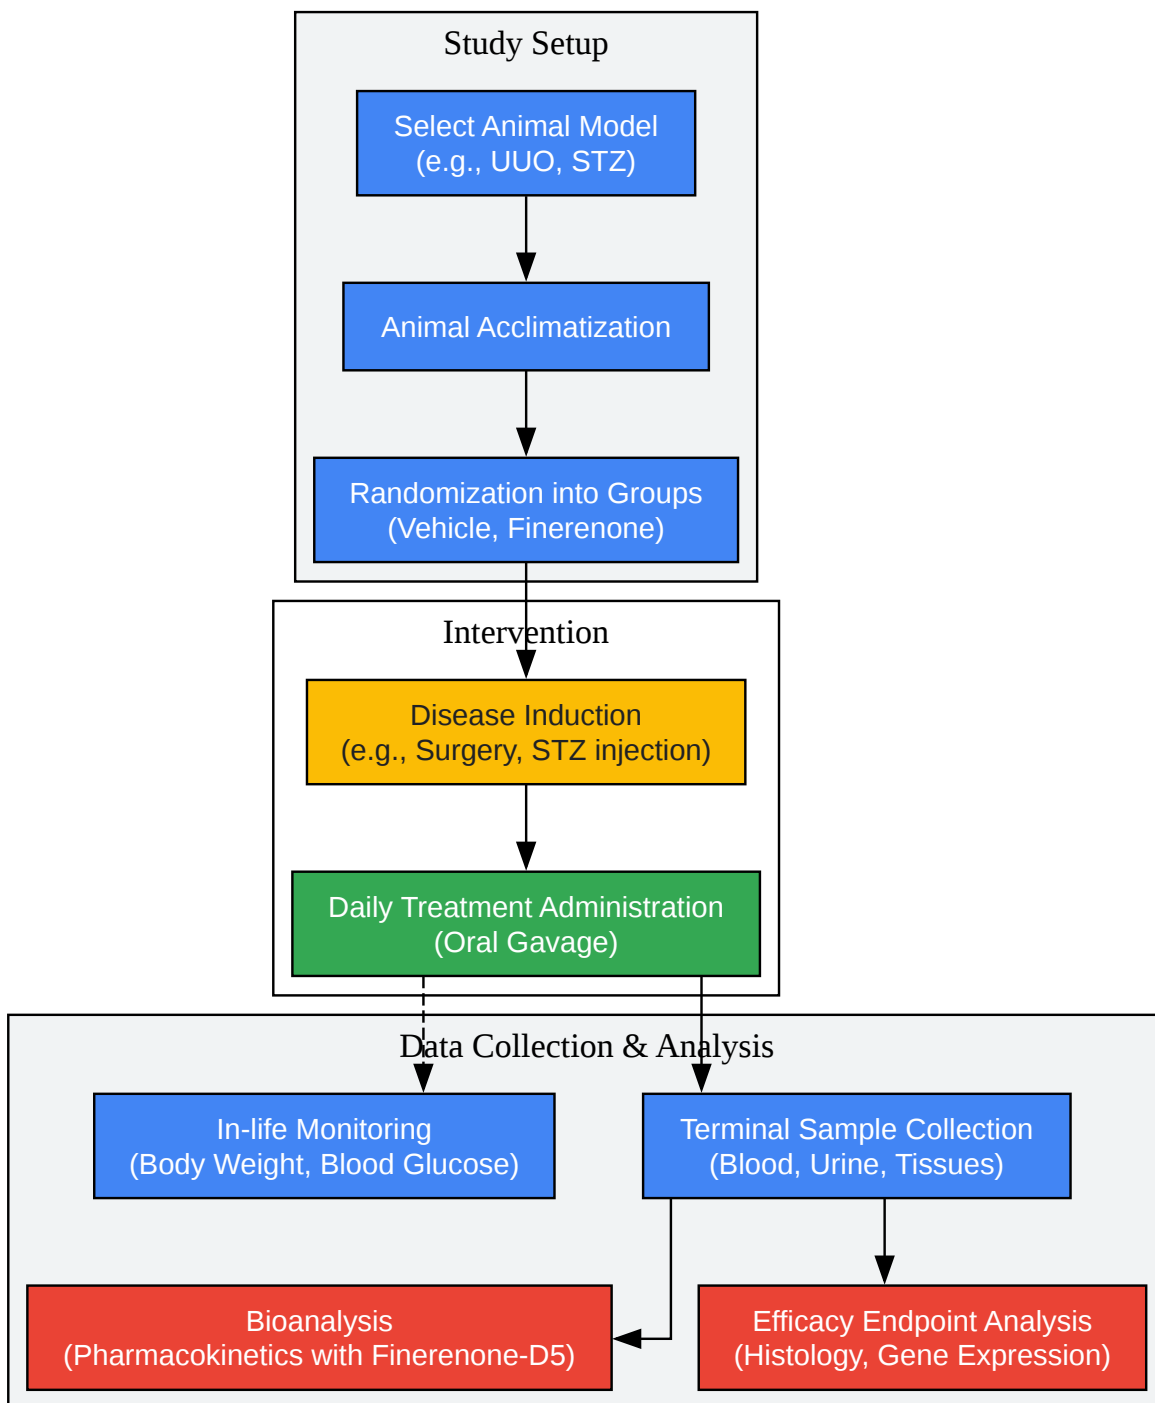 Study Setup
Select Animal Model
(e.g., UUO, STZ)
Animal Acclimatization
Randomization into Groups
(Vehicle, Finerenone)
Intervention
Disease Induction
(e.g., Surgery, STZ injection)
Daily Treatment Administration
(Oral Gavage)
Data Collection & Analysis
In-life Monitoring
(Body Weight, Blood Glucose)
Terminal Sample Collection
(Blood, Urine, Tissues)
Bioanalysis
(Pharmacokinetics with Finerenone-D5)
Efficacy Endpoint Analysis
(Histology, Gene Expression)